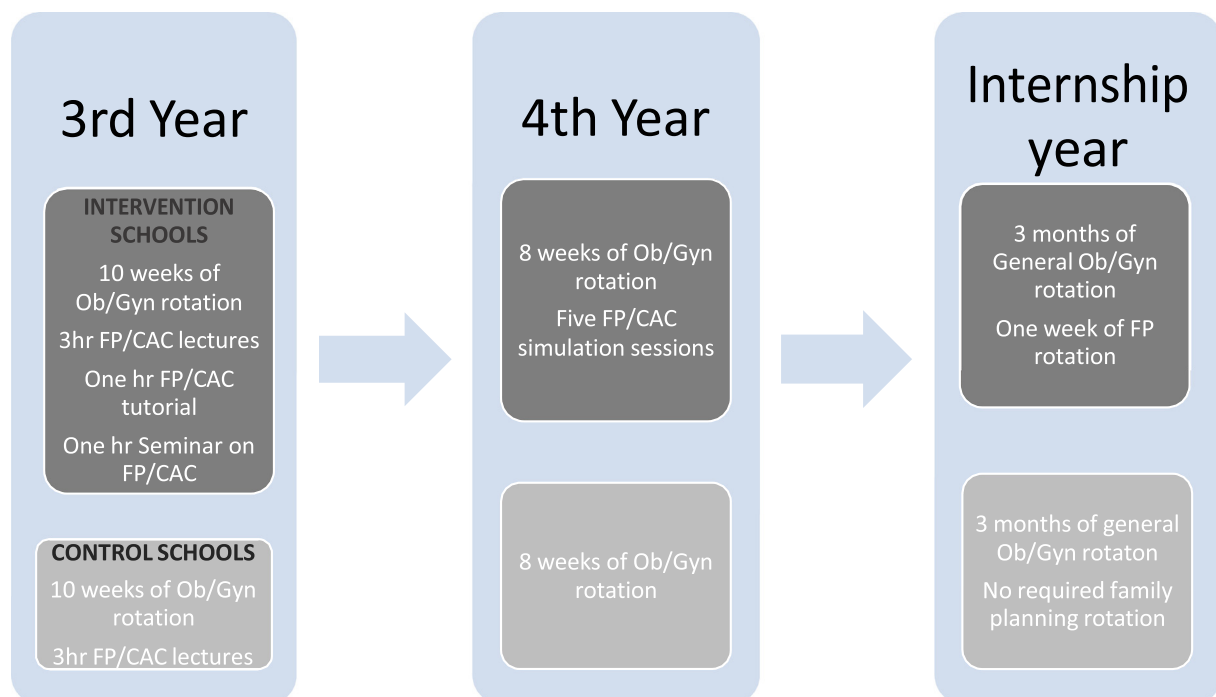 3rd Year
INTERVENTION
SCHOOLS
10 weeks of
Ob/Gyn rotation
3hr FP/CAC lectures
One hr FP/CAC
tutorial
One hr Seminar on
FP/CAC
CONTROL SCHOOLS
10 weeks of Ob/Gyn
rotation
3hr FP/CAC lectures
4th Year
8 weeks of Ob/Gyn
rotation
Five FP/CAC
simulation sessions
8 weeks of Ob/Gyn
rotation
Internship
year
3 months of
General Ob/Gyn
rotation
One week of FP
rotation
3 months of general
Ob/Gyn rotaton
No required family
planning rotation